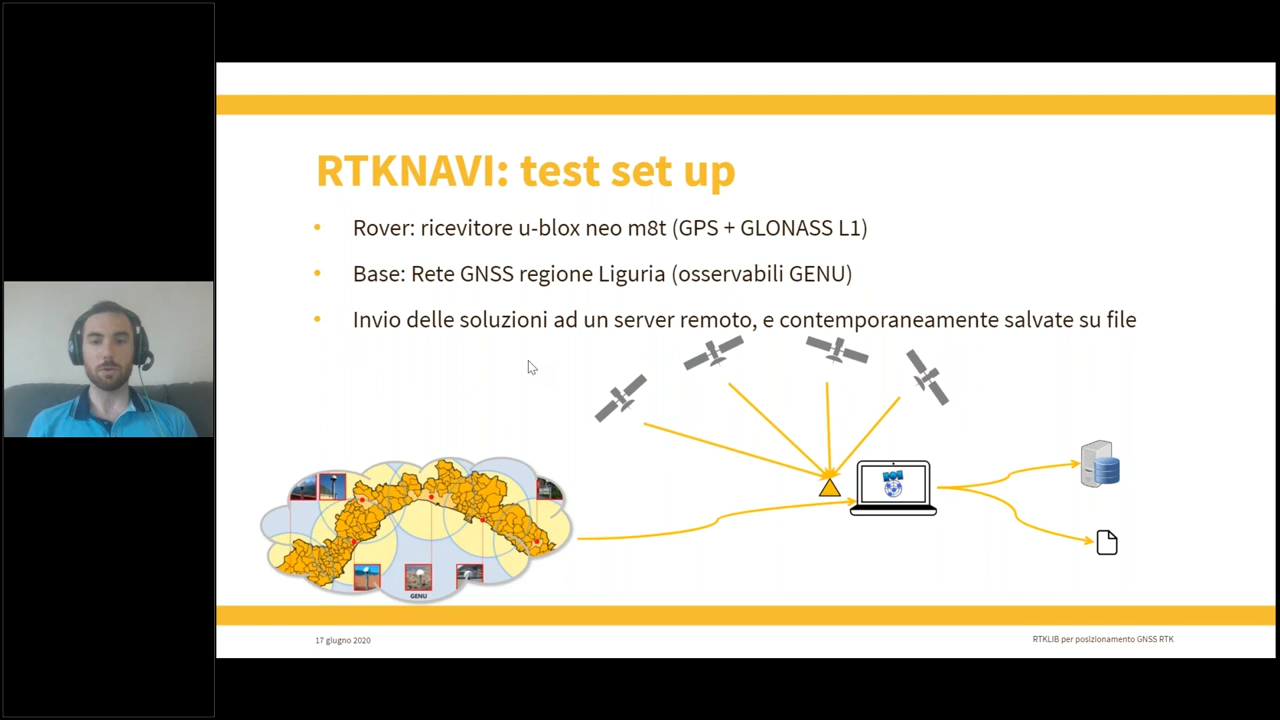 RTKNAVI: test set up
• Rover: ricevitore u-blox neo m8t (GPS + GLONASS L1)
• Base: Rete GNSS regione Liguria (osservabili GENU)
• Invio delle soluzioni ad un server remoto, e contemporaneamente salvate su file
GENU
17 giugno 2020
RTKLIB per posizionamento GNSS RTK